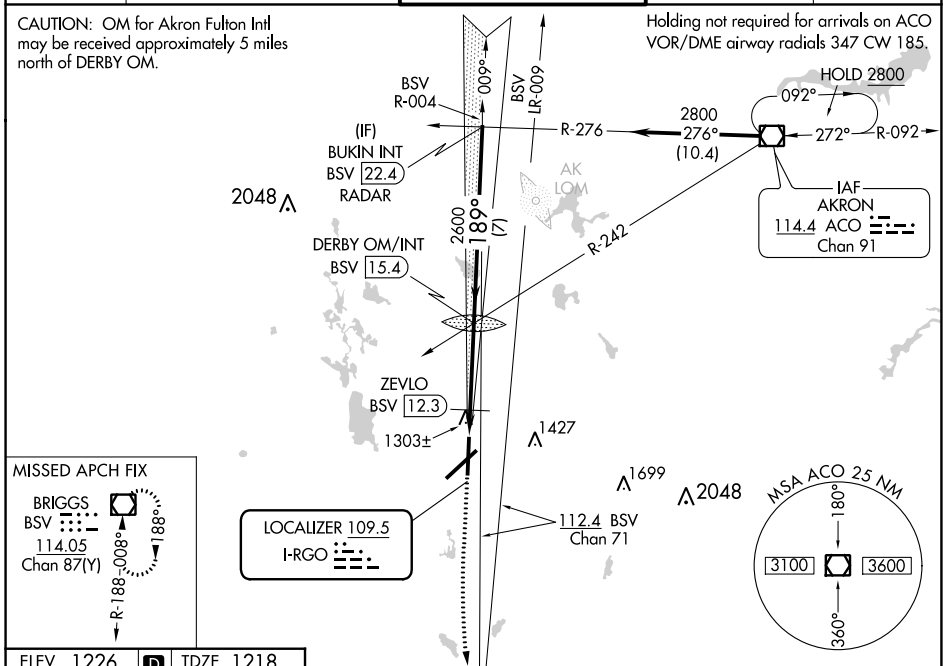 CAUTION: OM for Akron Fulton Intl
may be received approximately 5 miles
north of DERBY OM.
Holding not required for arrivals on ACO
VOR/DME airway radials 347 CW 185.
HOLD 2800
092°
272°
R-092
BSV
R-004
009°
BSV
LR-009
R-276
2800
276°
(10.4)
(IF)
BUKIN INT
BSV 22.4
RADAR
AK
LOM
IAF
AKRON
114.4 ACO
Chan 91
2048
2600
189°
(7)
R-242
DERBY OM/INT
BSV 15.4
ZEVLO
BSV 12.3
1303±
1427
1699
2048
MISSED APCH FIX
BRIGGS
BSV
114.05
Chan 87(Y)
188°
R-188
008°
LOCALIZER 109.5
I-RGO
112.4 BSV
Chan 71
MSA ACO 25 NM
180°
3100
3600
360°
ELEV 1226
D
TDZE 1218